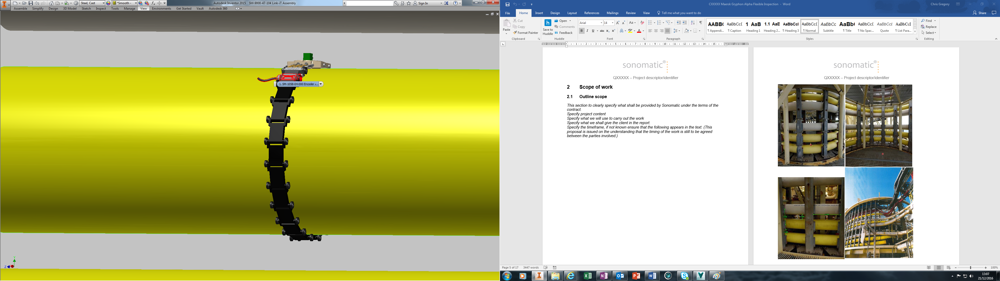 Steel, Cast
*Smooth -
Autodesk Inventor 2015 SM-9000-47-104 Link-iT Assembly
Sign In
Assemble Simplify Design 3D Model Sketch Inspect Tools Manage View Environments Get Started Vault Autodesk 360
1. SM-1058-04-000 Encoder
Y
Z
CXXXXX Maersk Gryphon Alpha Flexible Inspection - Word
Chris Gregory
File Home Insert Design Layout References Mailings Review View Tell me what you want to do
Share
Paste
Cut
Copy
Format Painter
Clipboard
Save to
Huddle
Open
Comments
Feedback
Huddle
Arial
14
Font
Paragraph
AABBC AaBbCcI 1 AaB 1.1 AaE AaBbCcI AaBbCcI AaBbCc AaBb( AaBbCcI AaBbCcI AaBbCcI
¶ Appendi... ¶ Caption Heading 1 Heading 2... ¶ Heading 3 ¶ Normal Subtitle ¶ Title ¶ No Spac... Quote ¶ List Para...
Styles
Find
Replace
Select
Editing
sonomatic®
QXXXXX – Project descriptor/identifier
2 Scope of work
2.1 Outline scope
This section to clearly specify what shall be provided by Sonomatic under the terms of the
contract.
Specify project content
Specify what we will use to carry out the work
Specify what we shall give the client in the report.
Specify the timeframe, if not known ensure that the following appears in the text. (This
proposal is issued on the understanding that the timing of the work is still to be agreed
between the parties involved.)
sonomatic®
QXXXXX – Project descriptor/identifier
Page 5 of 17 3447 words
100%
13:07
21/12/2016